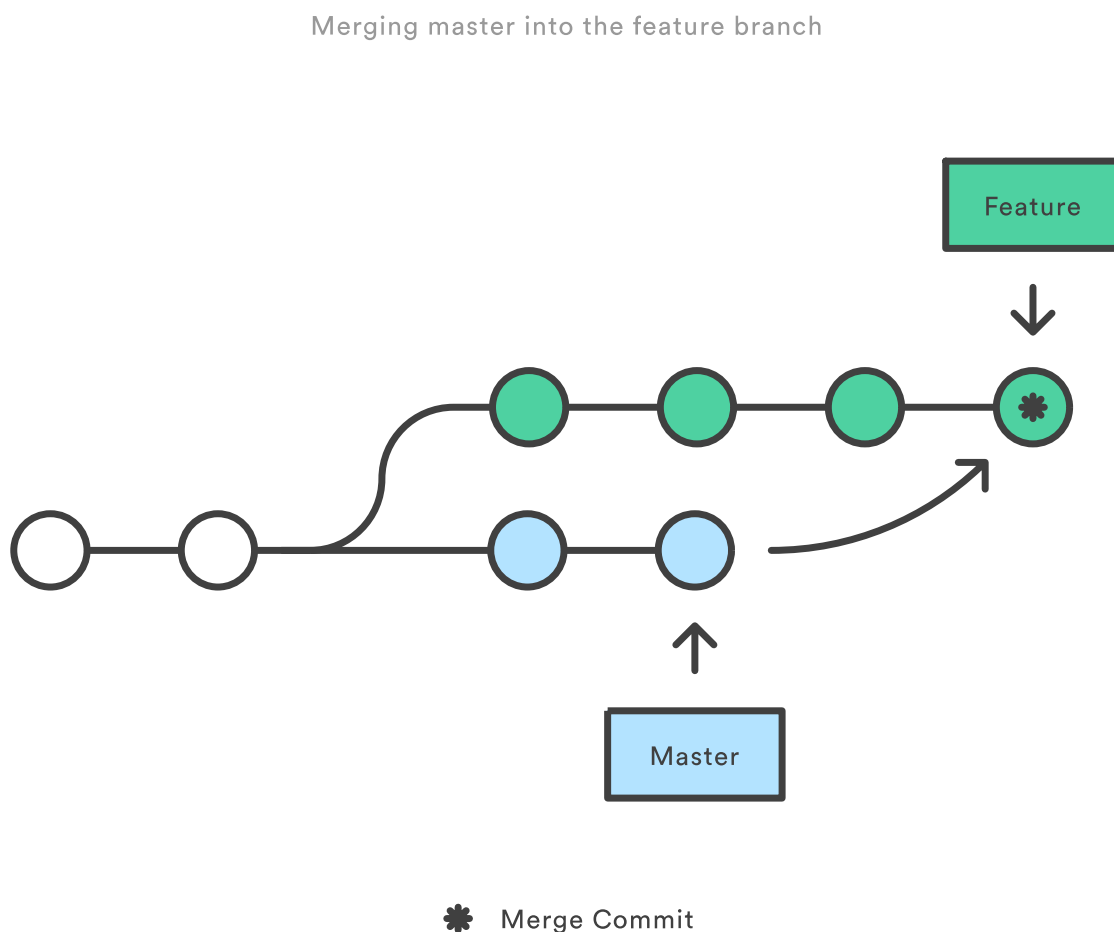 Merging master into the feature branch
Feature
Master
Merge Commit